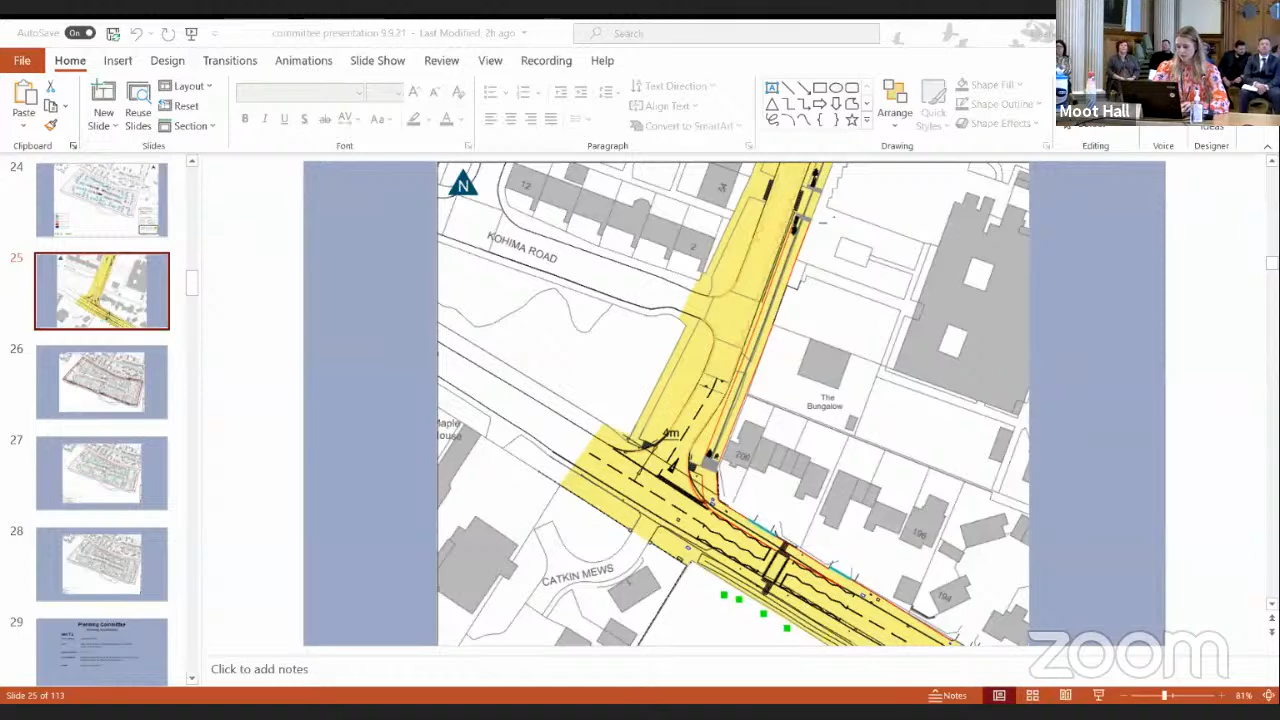 AutoSave On committee presentation 9.9.21 - Last Modified: 2h ago Search
File Home Insert Design Transitions Animations Slide Show Review View Recording Help
Paste New Slide Reuse Slides Layout Reset Section
Text Direction Align Text Convert to SmartArt
Arrange Quick Styles Shape Fill Shape Outline Shape Effects
Moot Hall
Clipboard Slides Font Paragraph Drawing Editing Voice Designer
24
25
26
27
28
29
Planning Committee
N
12
2
KOHIMA ROAD
The Bungalow
Maple House
4m
206
198
194
CATKIN MEWS
zoom
Click to add notes
Slide 25 of 113 Notes 81%